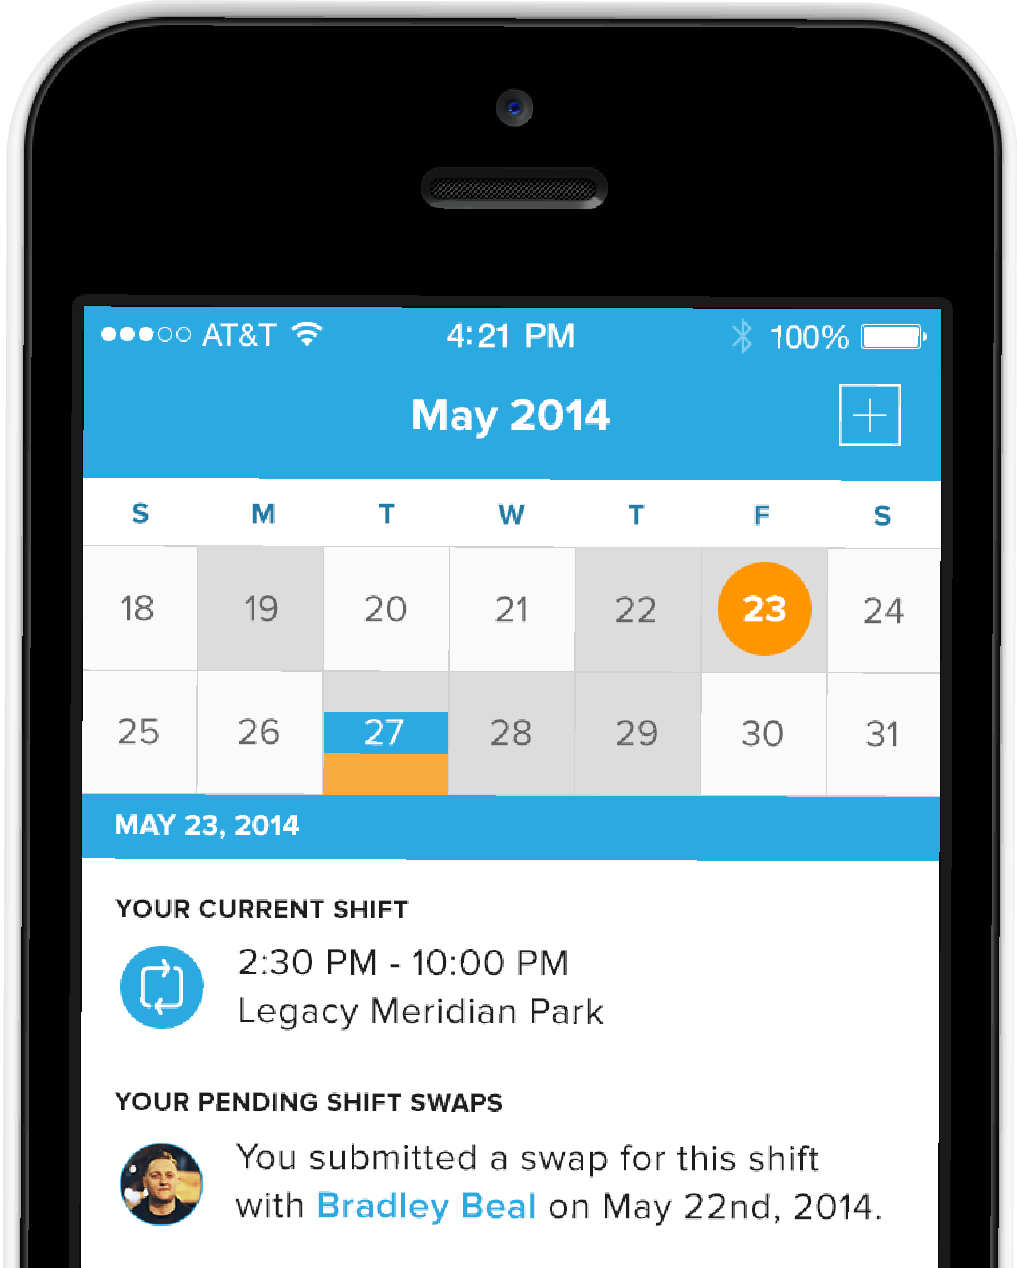 AT&T 4:21 PM 100%
May 2014
S M T W T F S
18 19 20 21 22 23 24
25 26 27 28 29 30 31
MAY 23, 2014
YOUR CURRENT SHIFT
2:30 PM - 10:00 PM
Legacy Meridian Park
YOUR PENDING SHIFT SWAPS
You submitted a swap for this shift
with Bradley Beal on May 22nd, 2014.